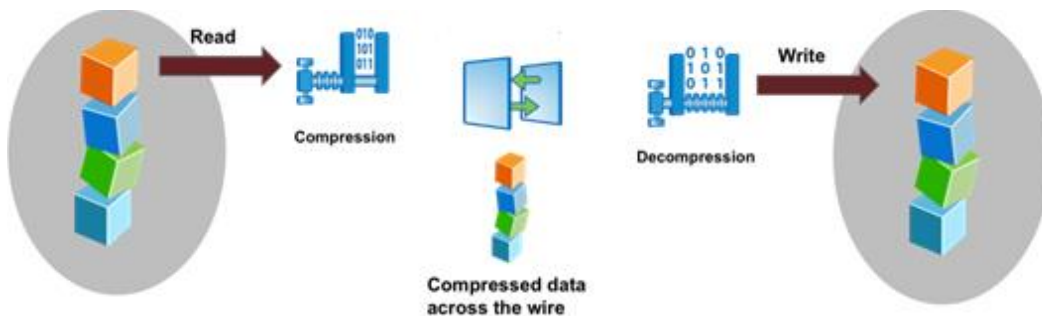 Read
010
101
011
Compression
Compressed data
across the wire
0 1 0
1 0 1
0 1 1
Decompression
Write